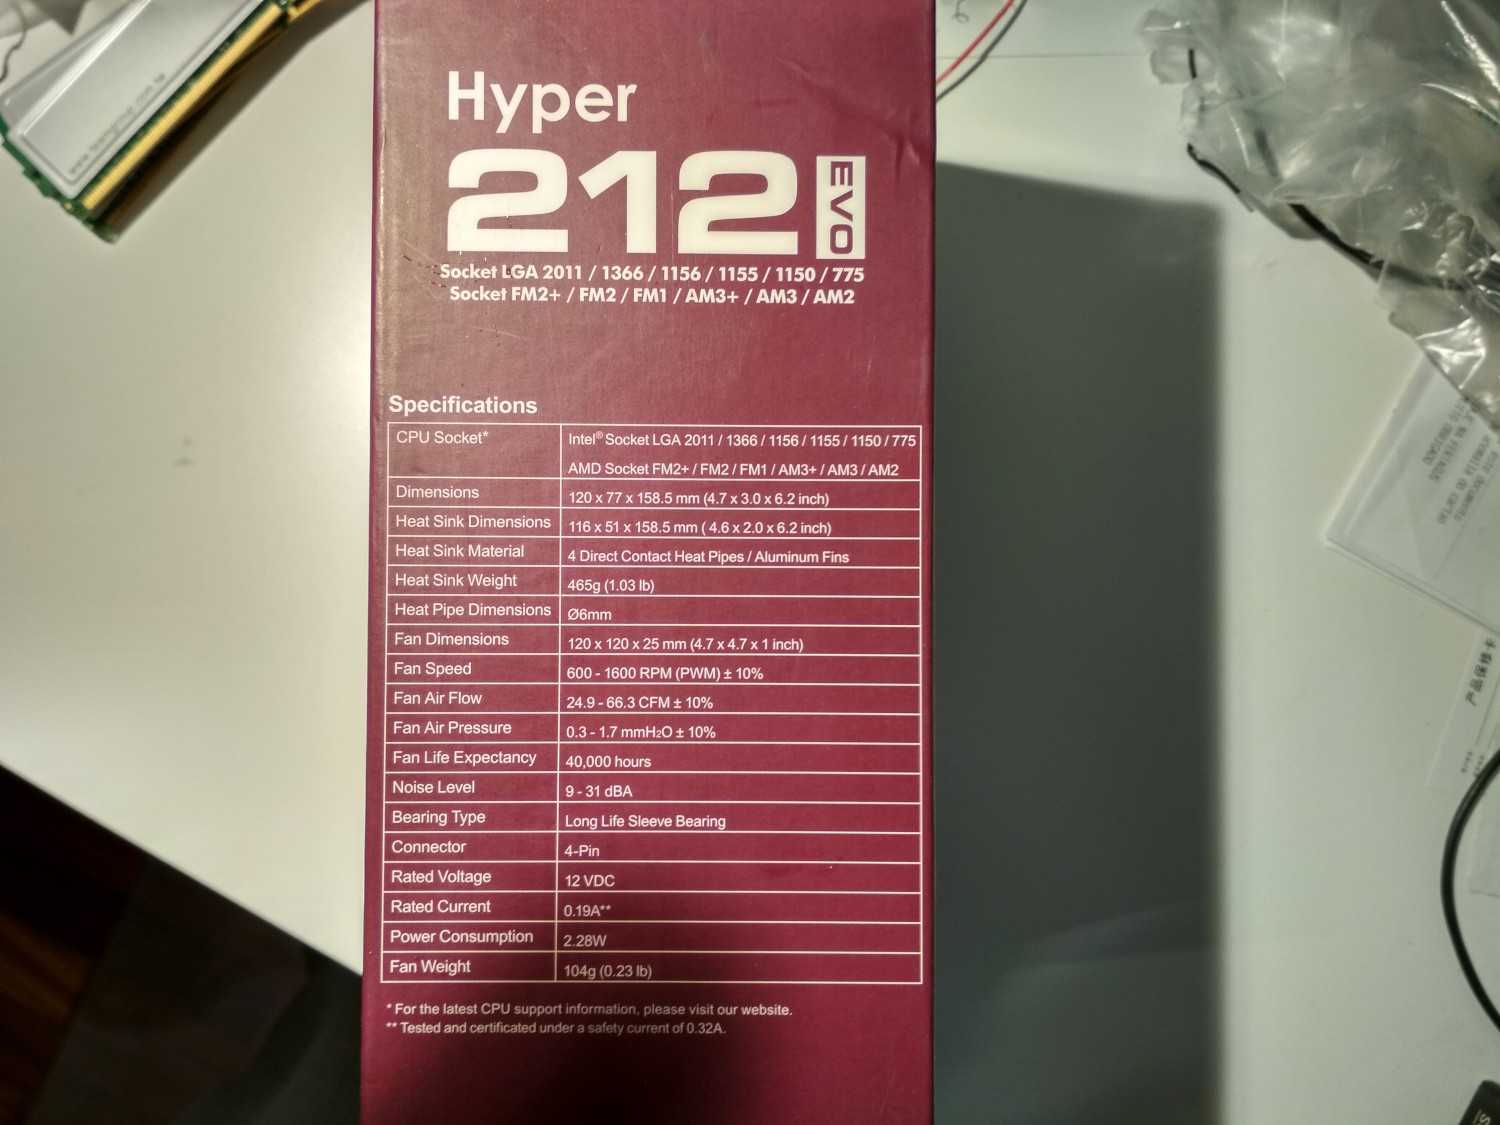 Hyper
212 EVO
Socket LGA 2011 / 1366 / 1156 / 1155 / 1150 / 775
Socket FM2+ / FM2 / FM1 / AM3+ / AM3 / AM2
Specifications
CPU Socket* Intel® Socket LGA 2011 / 1366 / 1156 / 1155 / 1150 / 775
AMD Socket FM2+ / FM2 / FM1 / AM3+ / AM3 / AM2
Dimensions 120 x 77 x 158.5 mm (4.7 x 3.0 x 6.2 inch)
Heat Sink Dimensions 116 x 51 x 158.5 mm ( 4.6 x 2.0 x 6.2 inch)
Heat Sink Material 4 Direct Contact Heat Pipes / Aluminum Fins
Heat Sink Weight 465g (1.03 lb)
Heat Pipe Dimensions Ø6mm
Fan Dimensions 120 x 120 x 25 mm (4.7 x 4.7 x 1 inch)
Fan Speed 600 - 1600 RPM (PWM) ± 10%
Fan Air Flow 24.9 - 66.3 CFM ± 10%
Fan Air Pressure 0.3 - 1.7 mmH₂O ± 10%
Fan Life Expectancy 40,000 hours
Noise Level 9 - 31 dBA
Bearing Type Long Life Sleeve Bearing
Connector 4-Pin
Rated Voltage 12 VDC
Rated Current 0.19A**
Power Consumption 2.28W
Fan Weight 104g (0.23 lb)
* For the latest CPU support information, please visit our website.
** Tested and certificated under a safety current of 0.32A.
产品保修卡